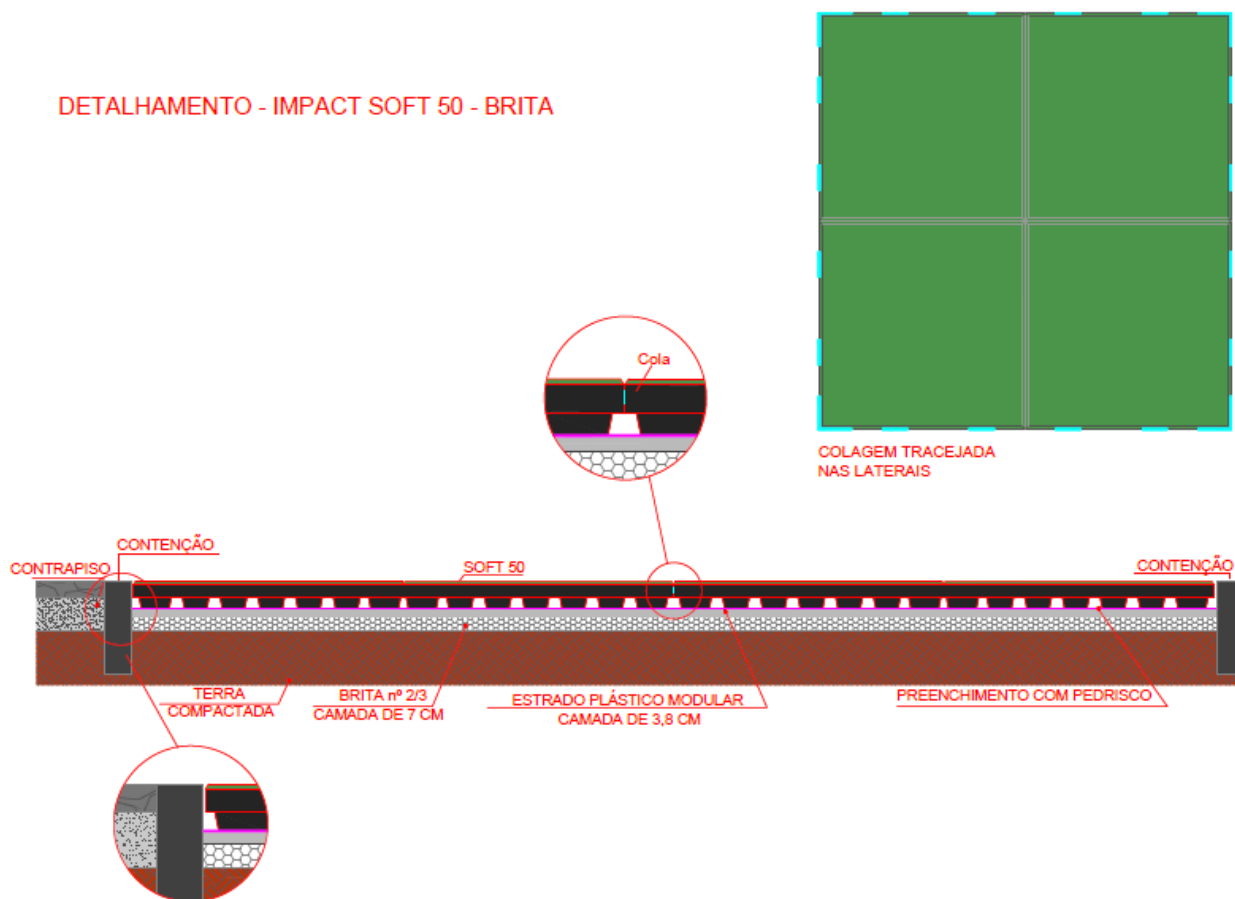 DETALHAMENTO - IMPACT SOFT 50 - BRITA
COLAGEM TRACEJADA
NAS LATERAIS
Cola
CONTENÇÃO
CONTRAPISO
SOFT 50
CONTENÇÃO
TERRA
COMPACTADA
BRITA nº 2/3
CAMADA DE 7 CM
ESTRADO PLÁSTICO MODULAR
CAMADA DE 3,8 CM
PREENCHIMENTO COM PEDRISCO